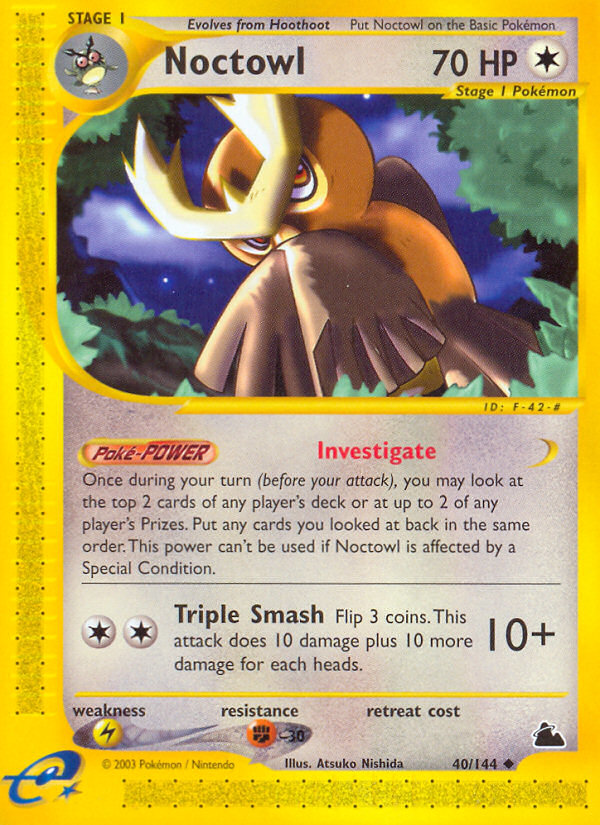 STAGE 1
Evolves from Hoothoot Put Noctowl on the Basic Pokémon
Noctowl 70 HP
Stage 1 Pokémon
ID: F-42-#
Poké-POWER Investigate
Once during your turn (before your attack), you may look at
the top 2 cards of any player's deck or at up to 2 of any
player's Prizes. Put any cards you looked at back in the same
order. This power can't be used if Noctowl is affected by a
Special Condition.
Triple Smash Flip 3 coins. This
attack does 10 damage plus 10 more
damage for each heads.
10+
weakness resistance retreat cost
-30
© 2003 Pokémon / Nintendo Illus. Atsuko Nishida 40/144
e